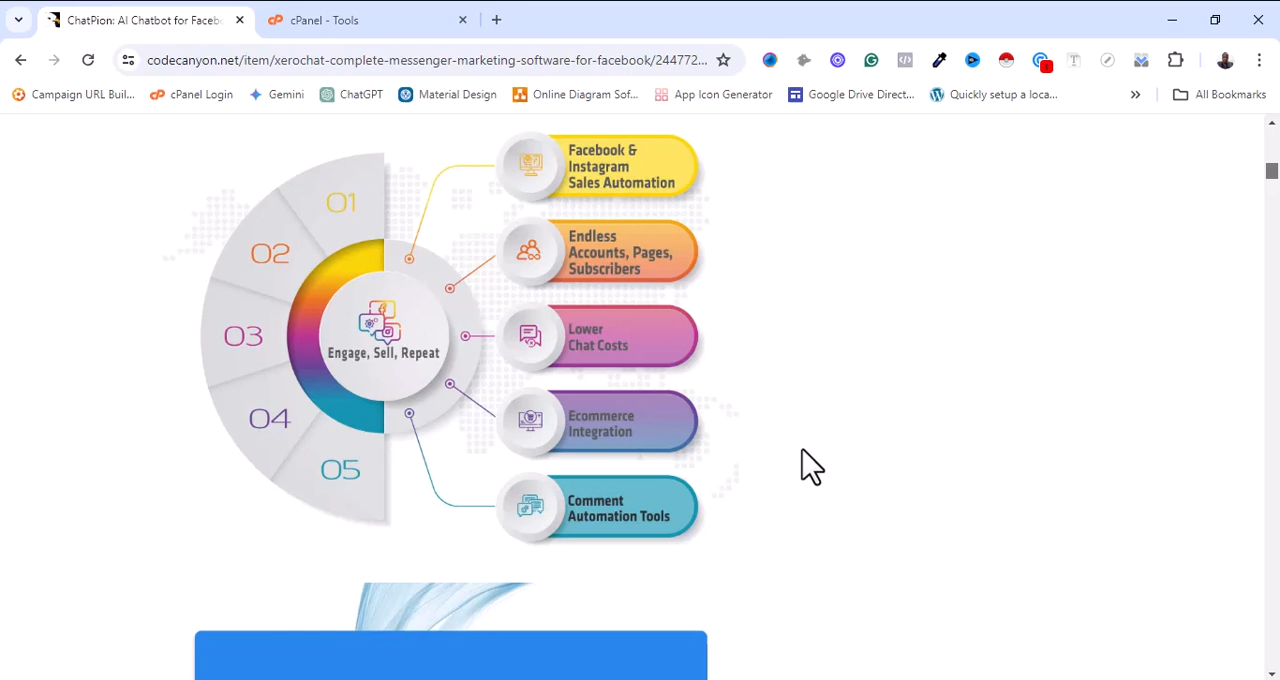 ChatPion: AI Chatbot for Faceb
cPanel - Tools
codecanyon.net/item/xerochat-complete-messenger-marketing-software-for-facebook/244772...
Campaign URL Buil...
cPanel Login
Gemini
ChatGPT
Material Design
Online Diagram Sof...
App Icon Generator
Google Drive Direct...
Quickly setup a loca...
All Bookmarks
01
02
03
04
05
Engage, Sell, Repeat
Facebook &
Instagram
Sales Automation
Endless
Accounts, Pages,
Subscribers
Lower
Chat Costs
Ecommerce
Integration
Comment
Automation Tools